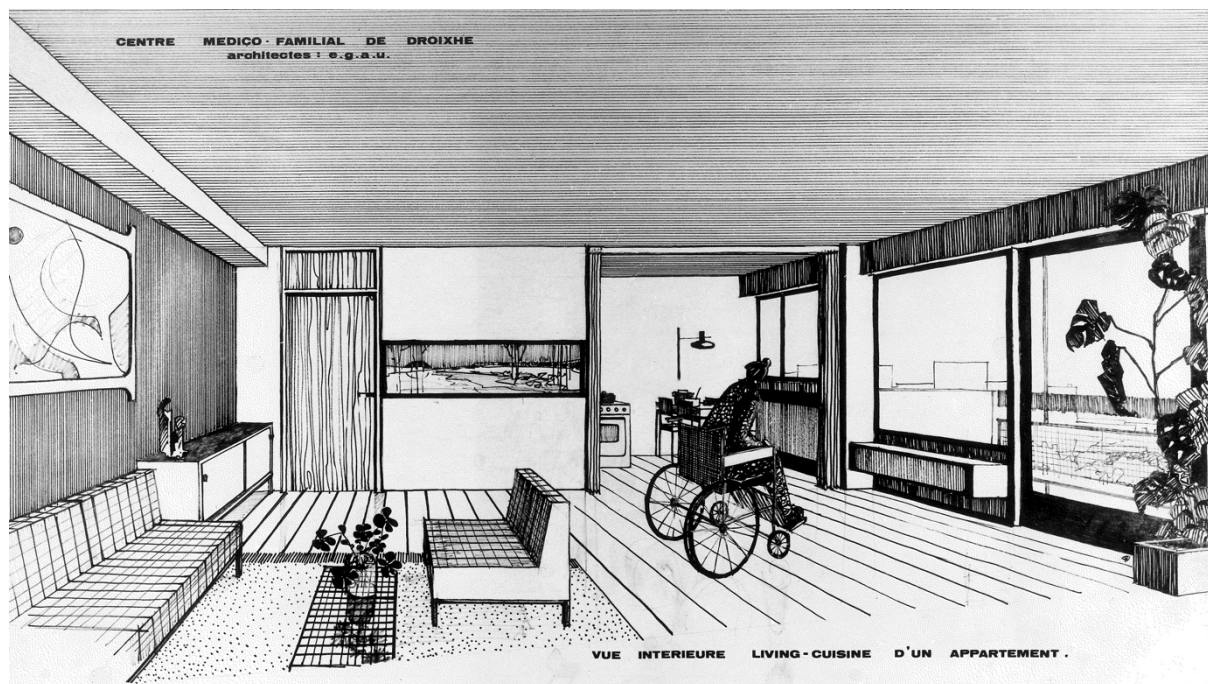 CENTRE MEDICO-FAMILIAL DE DROIXHE
architectes : e.g.a.u.
VUE INTERIEURE LIVING-CUISINE D'UN APPARTEMENT.